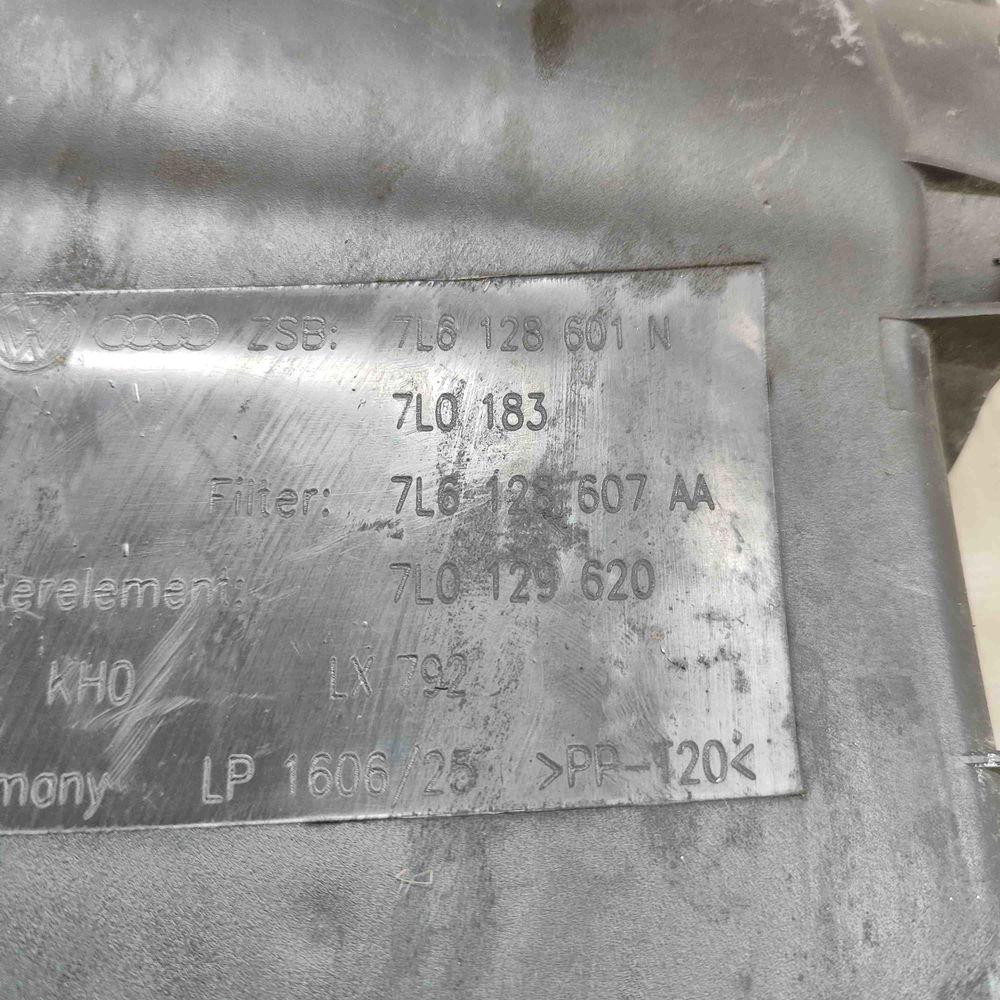 ZSB: 7L6 128 601 N
7L0 183
Filter: 7L6 128 607 AA
terelement: 7L0 129 620
KHO LX 792
many LP 1606/25 >PP-T20<